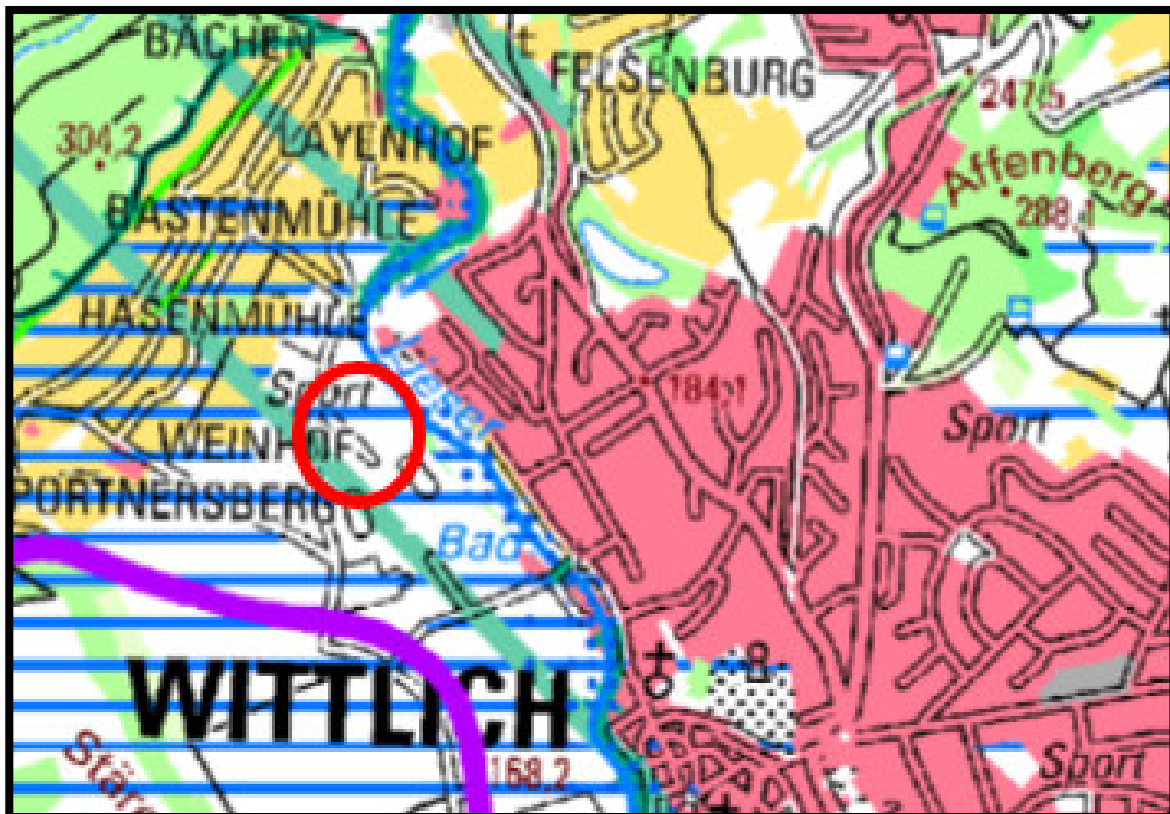 BACHEN
FELSENBURG
247,5
304,2
LAYENHOF
Affenberg
288,1
BASTENMÜHLE
HASENMÜHLE
Lieser
Sport
184,1
Sport
WEINHOF
PORTNERSBERG
Bad
WITTLICH
168,2
Sport